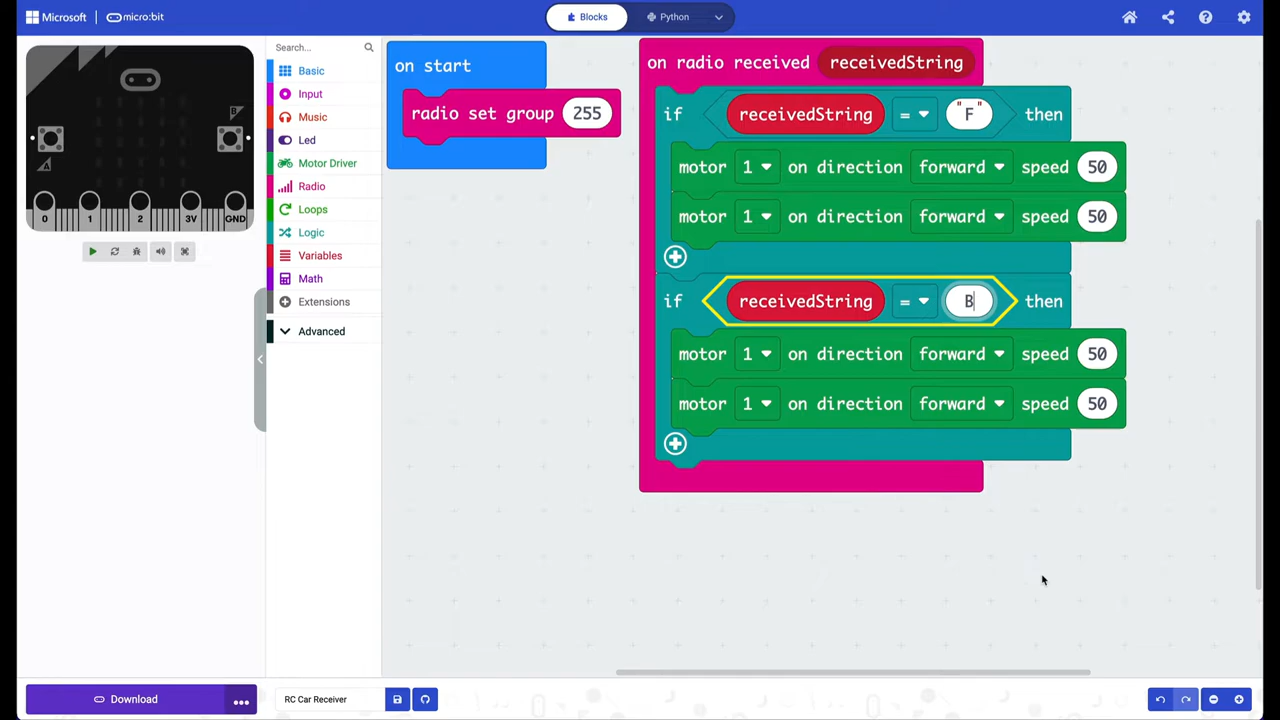 Microsoft
micro:bit
Blocks
Python
Search...
Basic
Input
Music
Led
Motor Driver
Radio
Loops
Logic
Variables
Math
Extensions
Advanced
A
B
0 1 2 3V GND
on start
radio set group 255
on radio received receivedString
if receivedString = "F" then
motor 1 on direction forward speed 50
motor 1 on direction forward speed 50
if receivedString = B then
motor 1 on direction forward speed 50
motor 1 on direction forward speed 50
Download
RC Car Receiver